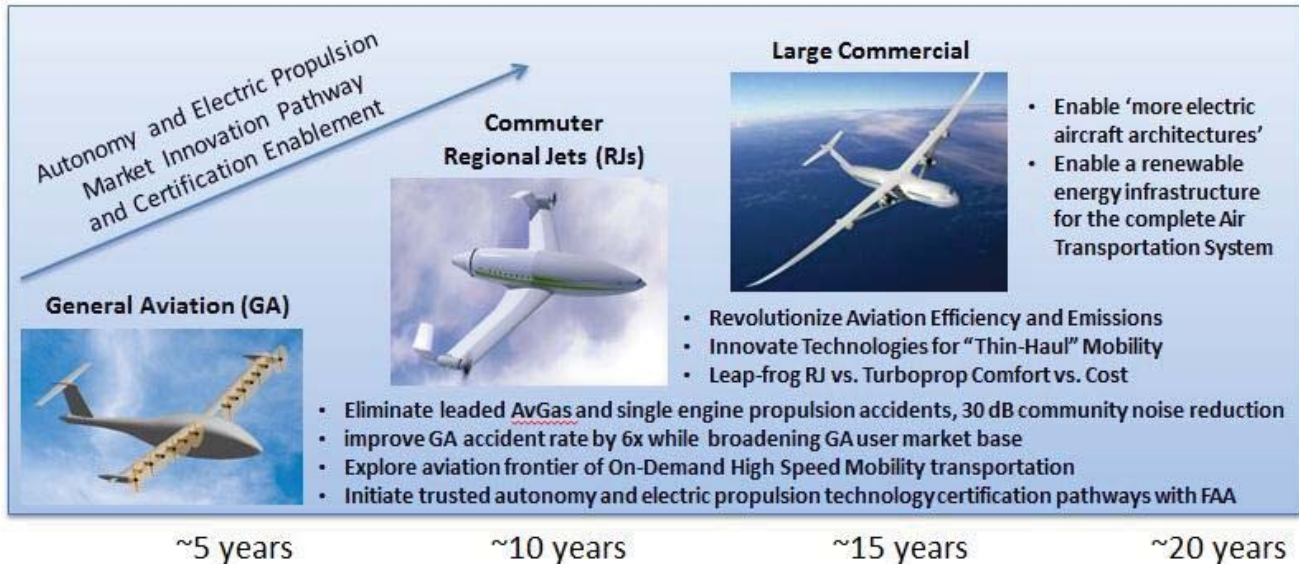 Autonomy and Electric Propulsion
Market Innovation Pathway
and Certification Enablement
General Aviation (GA)
Commuter
Regional Jets (RJs)
Large Commercial
• Enable ‘more electric
aircraft architectures’
• Enable a renewable
energy infrastructure
for the complete Air
Transportation System
• Revolutionize Aviation Efficiency and Emissions
• Innovate Technologies for “Thin-Haul” Mobility
• Leap-frog RJ vs. Turboprop Comfort vs. Cost
• Eliminate leaded AvGas and single engine propulsion accidents, 30 dB community noise reduction
• improve GA accident rate by 6x while broadening GA user market base
• Explore aviation frontier of On-Demand High Speed Mobility transportation
• Initiate trusted autonomy and electric propulsion technology certification pathways with FAA
~5 years ~10 years ~15 years ~20 years